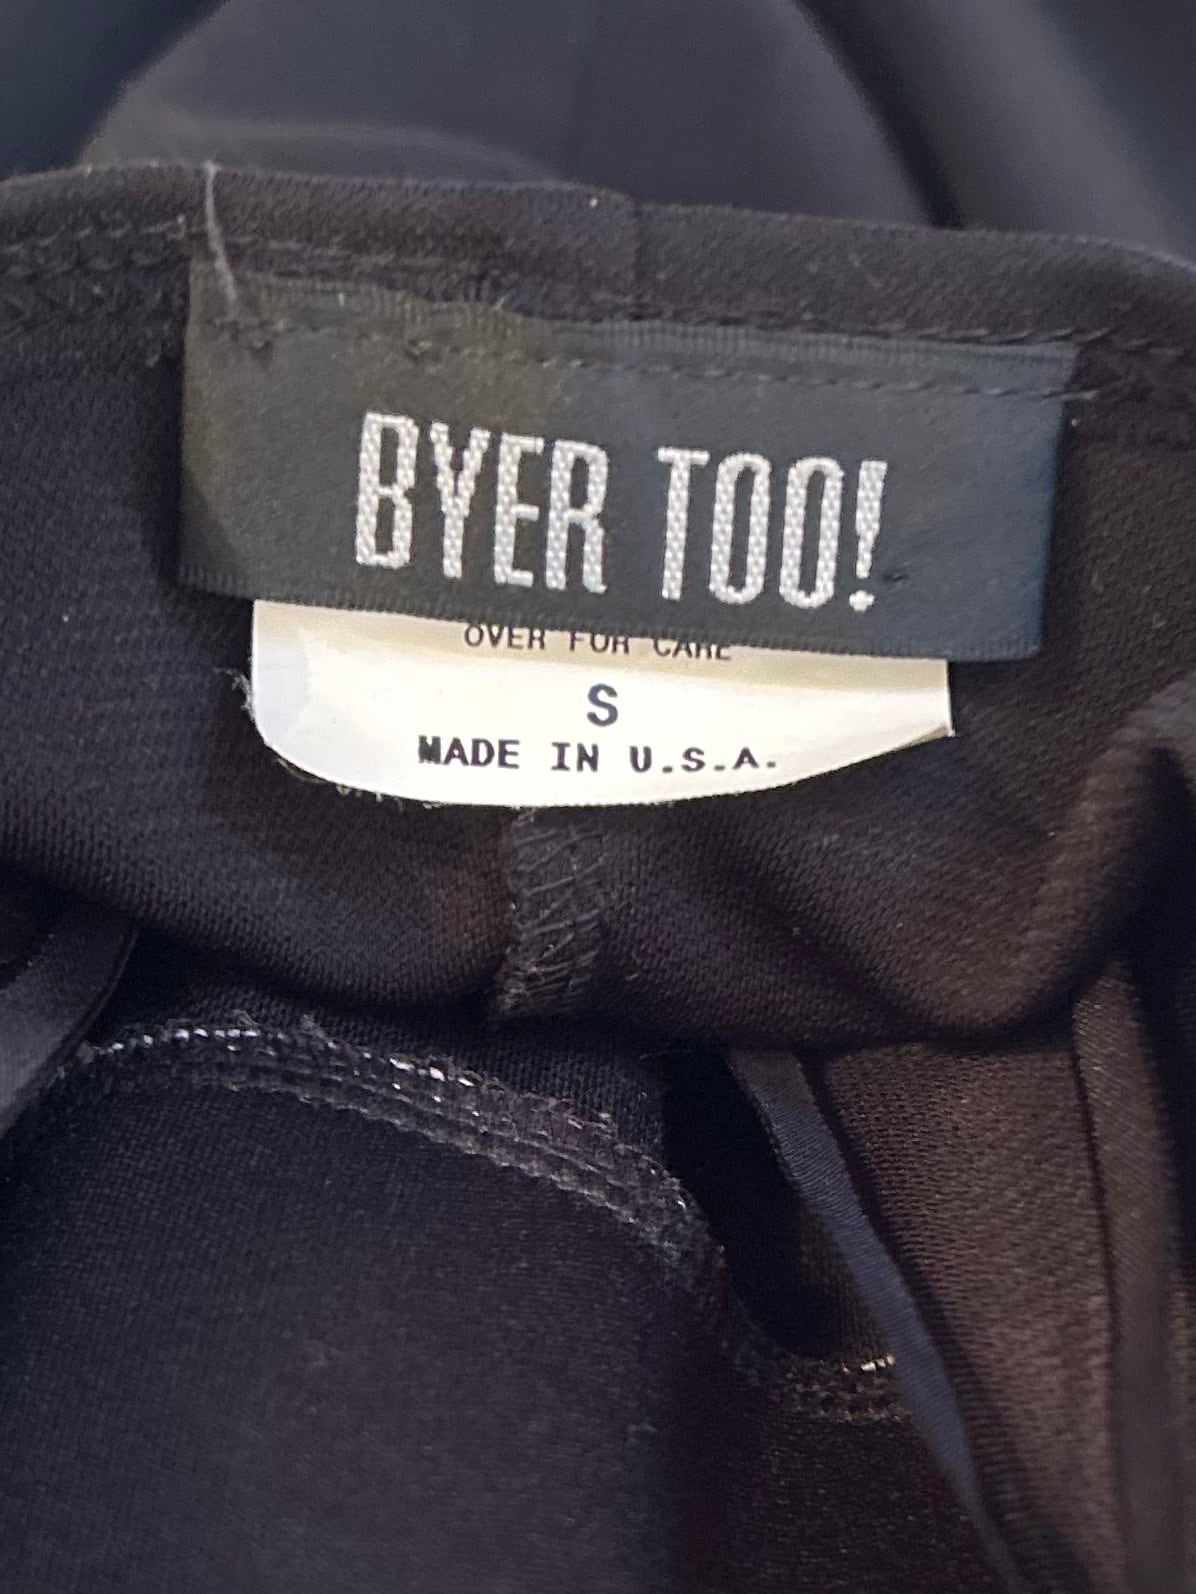 BYER TOO!
OVER FOR CARE
S
MADE IN U.S.A.